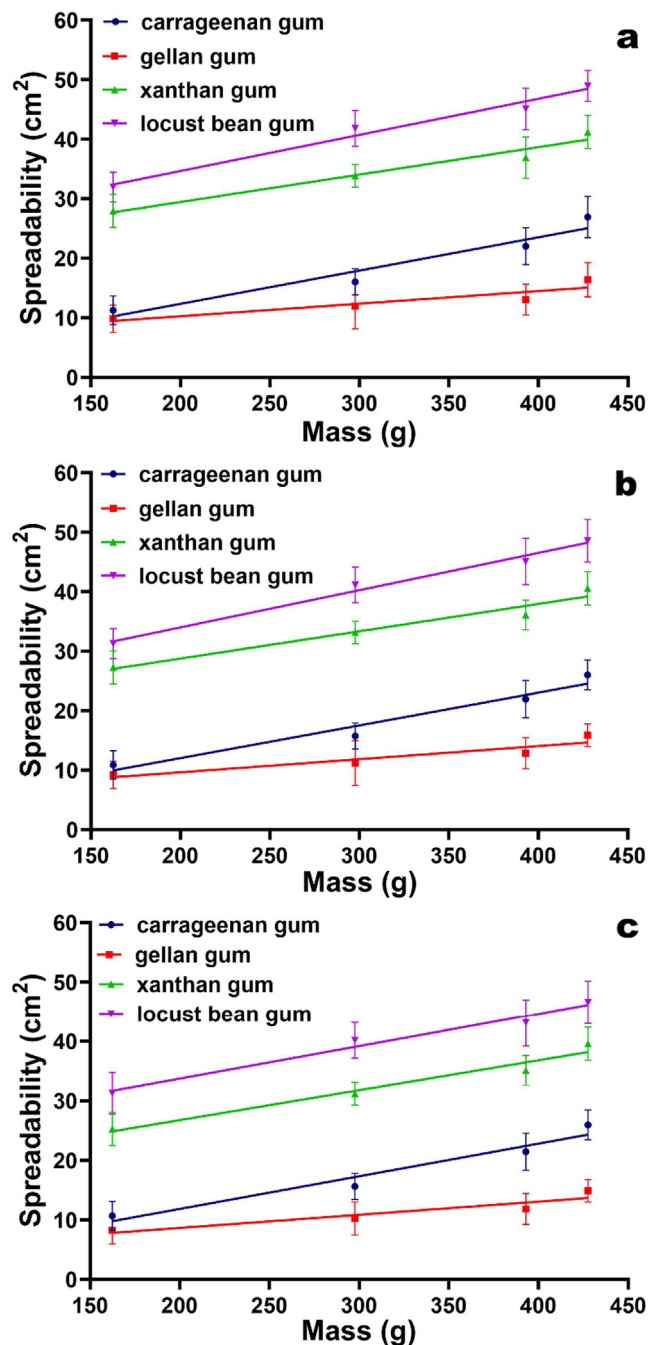 a
carrageenan gum
gellan gum
xanthan gum
locust bean gum
Spreadability (cm²)
60
50
40
30
20
10
0
150 200 250 300 350 400 450
Mass (g)
b
carrageenan gum
gellan gum
xanthan gum
locust bean gum
Spreadability (cm²)
60
50
40
30
20
10
0
150 200 250 300 350 400 450
Mass (g)
c
carrageenan gum
gellan gum
xanthan gum
locust bean gum
Spreadability (cm²)
60
50
40
30
20
10
0
150 200 250 300 350 400 450
Mass (g)